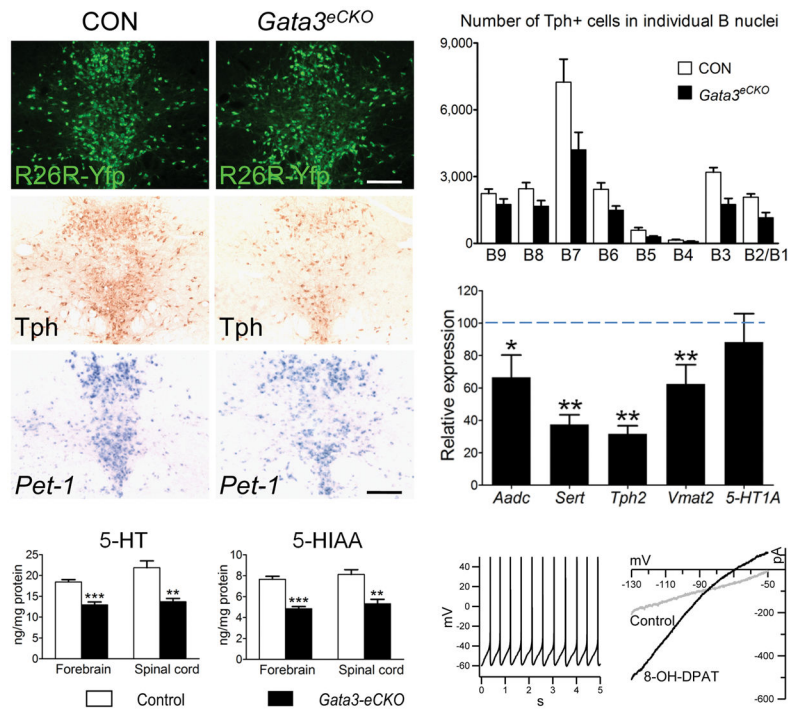 CON Gata3eCKO
R26R-Yfp R26R-Yfp
Tph Tph
Pet-1 Pet-1
Number of Tph+ cells in individual B nuclei
9,000
6,000
3,000
0
CON
Gata3eCKO
B9 B8 B7 B6 B5 B4 B3 B2/B1
Relative expression
120
100
80
60
40
20
0
* ** ** **
Aadc Sert Tph2 Vmat2 5-HT1A
5-HT
ng/mg protein
25
20
15
10
5
0
*** **
Forebrain Spinal cord
5-HIAA
ng/mg protein
10
8
6
4
2
0
*** **
Forebrain Spinal cord
Control Gata3-eCKO
mV
40
20
0
-20
-40
-60
0 1 2 3 4 5
s
mV
pA
-130 -90 -50
Control
8-OH-DPAT
-200
-400
-600